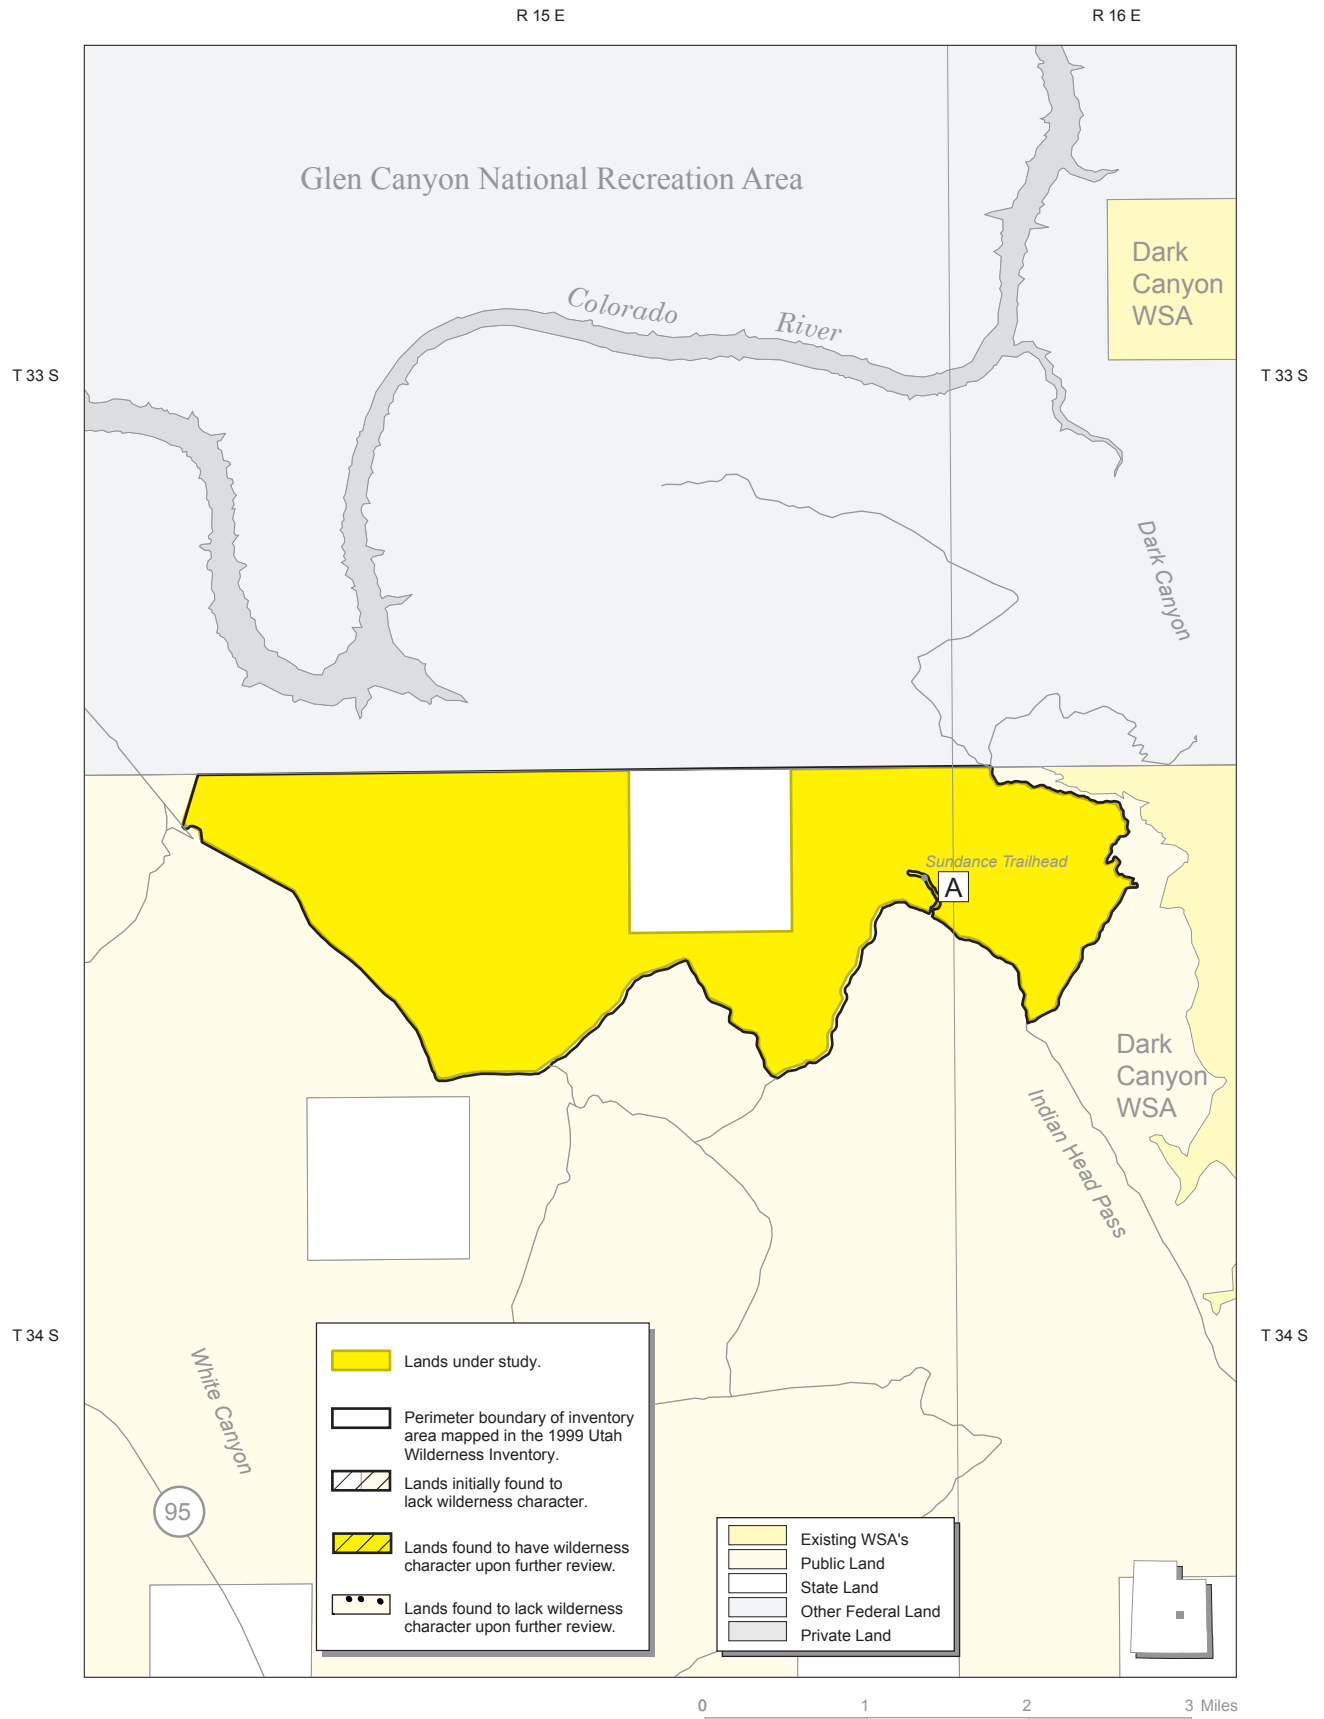 R 15 E
R 16 E
Glen Canyon National Recreation Area
Dark
Canyon
WSA
Colorado River
T 33 S
T 33 S
Dark Canyon
Sundance Trailhead
A
Dark
Canyon
WSA
Indian Head Pass
T 34 S
T 34 S
White Canyon
95
Lands under study.
Perimeter boundary of inventory
area mapped in the 1999 Utah
Wilderness Inventory.
Lands initially found to
lack wilderness character.
Lands found to have wilderness
character upon further review.
Lands found to lack wilderness
character upon further review.
Existing WSA's
Public Land
State Land
Other Federal Land
Private Land
0 1 2 3 Miles